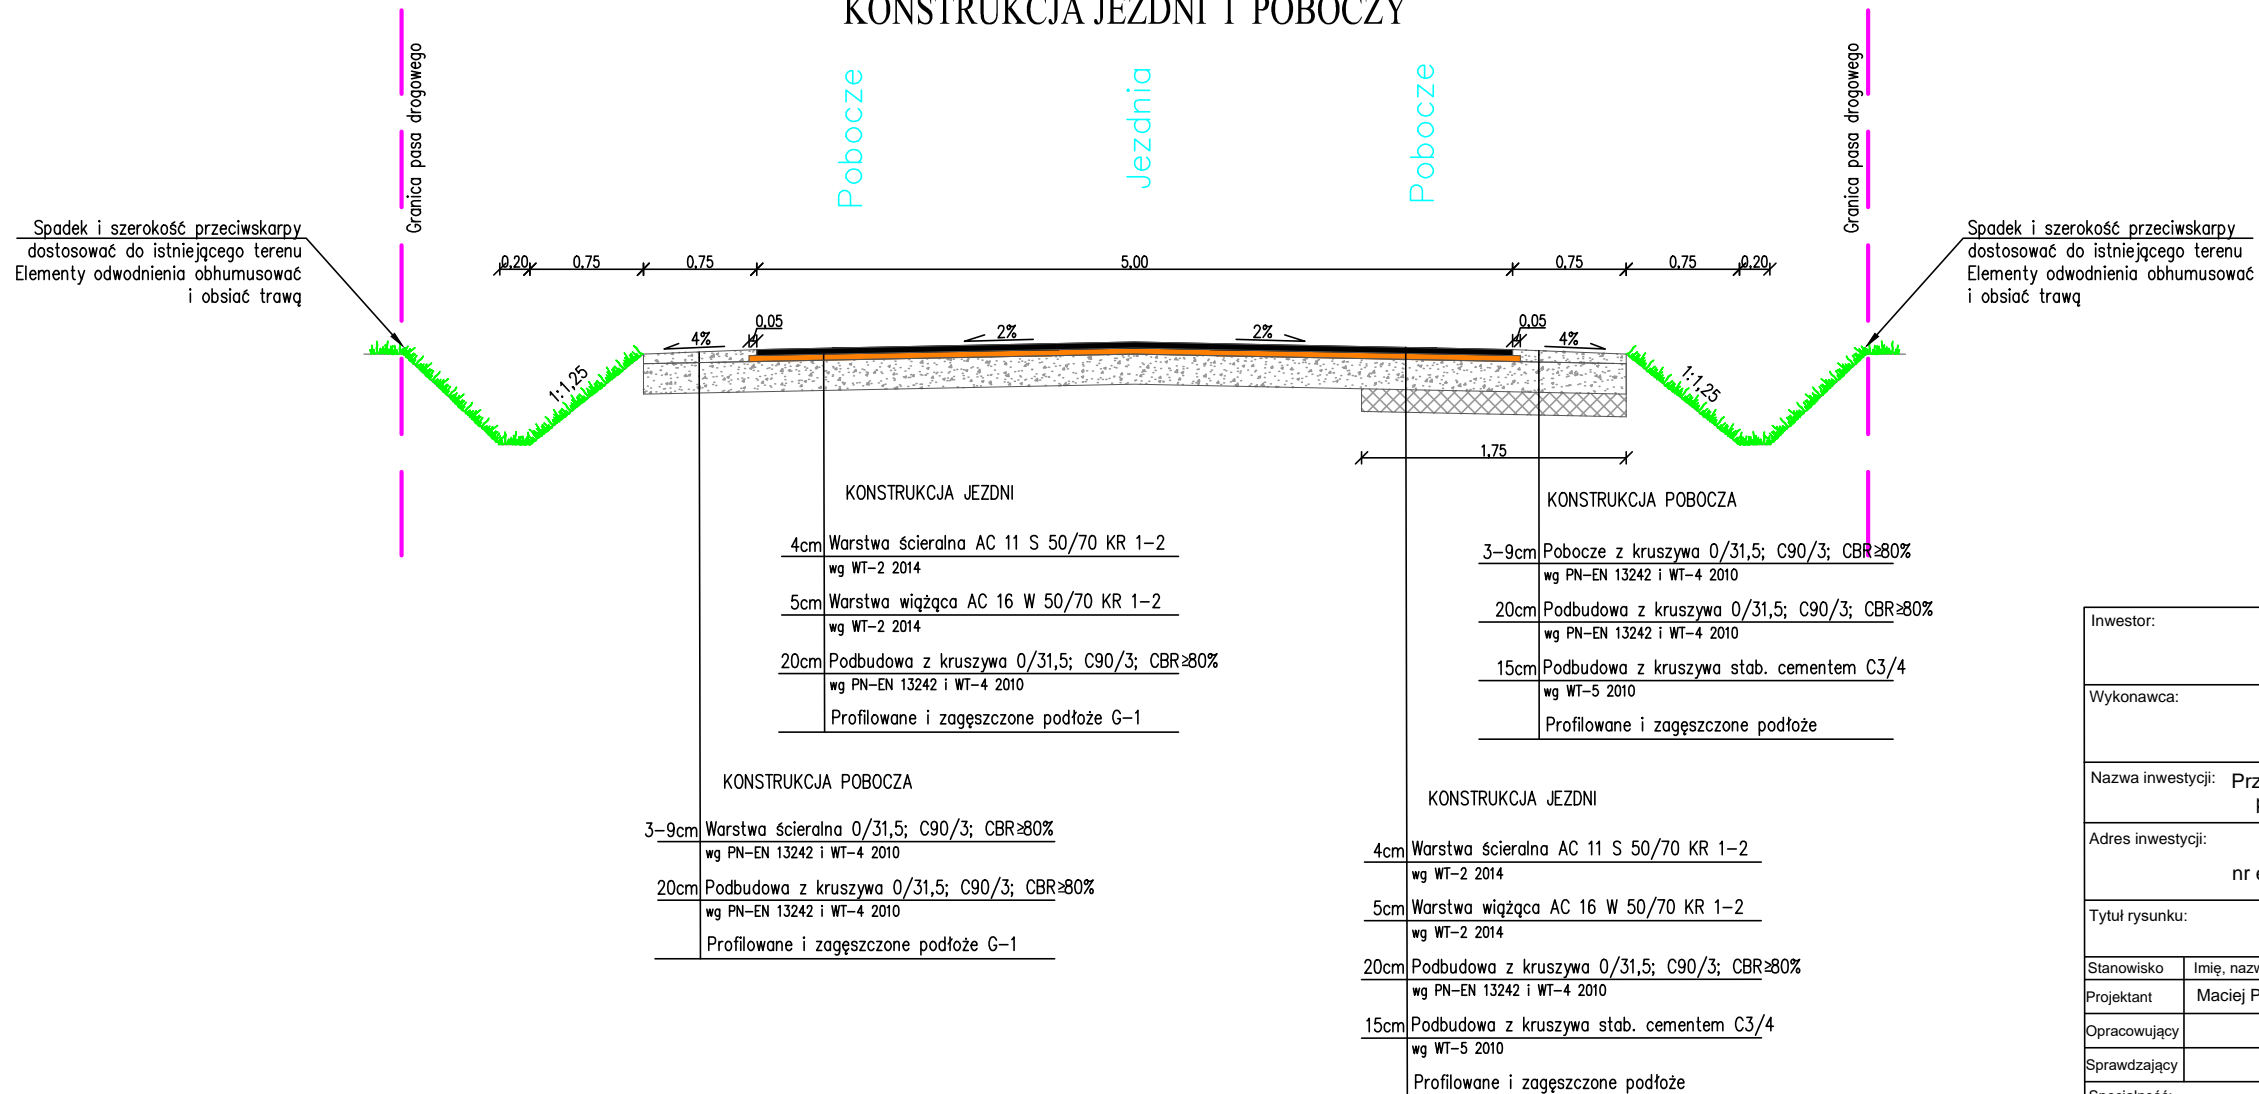 KONSTRUKCJA JEZDNI I POBOCZY
Granica pasa drogowego
Pobocze
Jezdnia
Pobocze
Granica pasa drogowego
Spadek i szerokość przeciwskarpy
dostosować do istniejącego terenu
Elementy odwodnienia obhumusować
i obsiać trawą
Spadek i szerokość przeciwskarpy
dostosować do istniejącego terenu
Elementy odwodnienia obhumusować
i obsiać trawą
0,20 0,75 0,75 5,00 0,75 0,75 0,20
0,05 0,05
4% 2% 2% 4%
1:1,25 1:1,25
1,75
KONSTRUKCJA JEZDNI
4cm Warstwa ścieralna AC 11 S 50/70 KR 1-2
wg WT-2 2014
5cm Warstwa wiążąca AC 16 W 50/70 KR 1-2
wg WT-2 2014
20cm Podbudowa z kruszywa 0/31,5; C90/3; CBR≥80%
wg PN-EN 13242 i WT-4 2010
Profilowane i zagęszczone podłoże G-1
KONSTRUKCJA POBOCZA
3-9cm Pobocze z kruszywa 0/31,5; C90/3; CBR≥80%
wg PN-EN 13242 i WT-4 2010
20cm Podbudowa z kruszywa 0/31,5; C90/3; CBR≥80%
wg PN-EN 13242 i WT-4 2010
15cm Podbudowa z kruszywa stab. cementem C3/4
wg WT-5 2010
Profilowane i zagęszczone podłoże
KONSTRUKCJA POBOCZA
3-9cm Warstwa ścieralna 0/31,5; C90/3; CBR≥80%
wg PN-EN 13242 i WT-4 2010
20cm Podbudowa z kruszywa 0/31,5; C90/3; CBR≥80%
wg PN-EN 13242 i WT-4 2010
Profilowane i zagęszczone podłoże G-1
KONSTRUKCJA JEZDNI
4cm Warstwa ścieralna AC 11 S 50/70 KR 1-2
wg WT-2 2014
5cm Warstwa wiążąca AC 16 W 50/70 KR 1-2
wg WT-2 2014
20cm Podbudowa z kruszywa 0/31,5; C90/3; CBR≥80%
wg PN-EN 13242 i WT-4 2010
15cm Podbudowa z kruszywa stab. cementem C3/4
wg WT-5 2010
Profilowane i zagęszczone podłoże
Inwestor:
Wykonawca:
Nazwa inwestycji: Prz
Adres inwestycji:
nr e
Tytuł rysunku:
Stanowisko Imię, nazw
Projektant Maciej P
Opracowujący
Sprawdzający